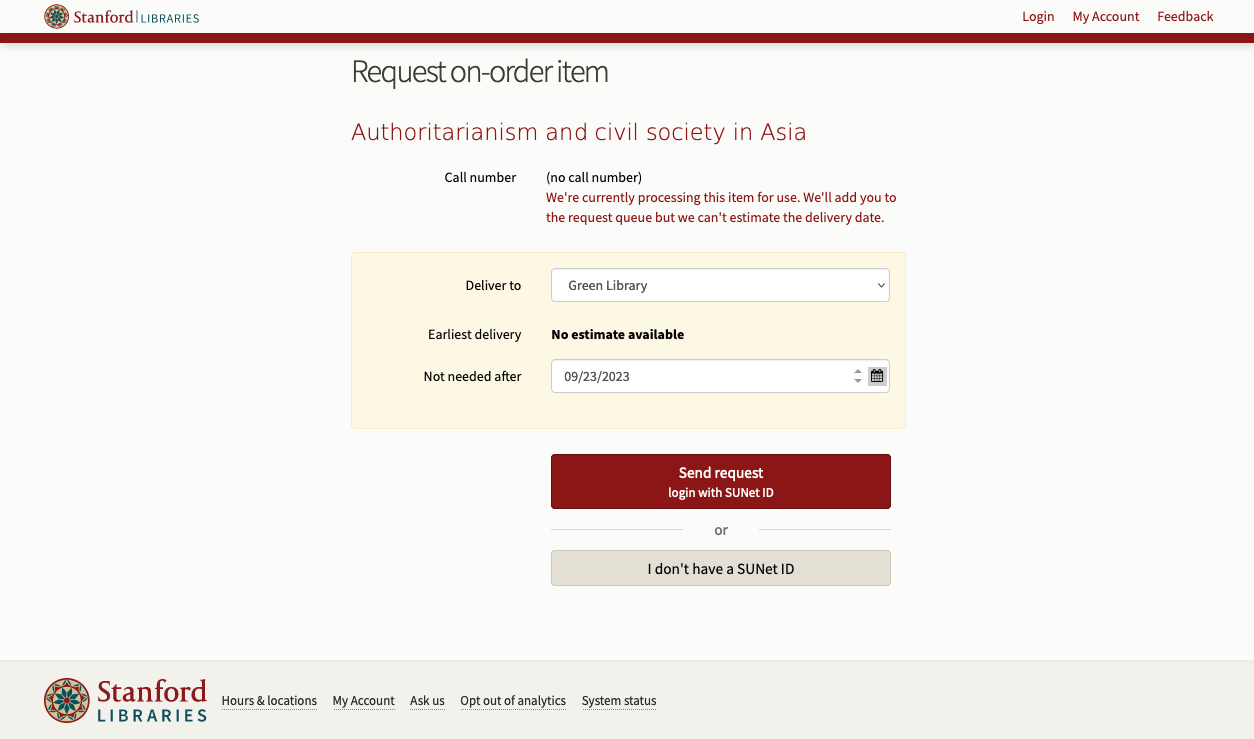 Stanford LIBRARIES
Login My Account Feedback
Request on-order item
Authoritarianism and civil society in Asia
Call number (no call number)
We're currently processing this item for use. We'll add you to
the request queue but we can't estimate the delivery date.
Deliver to Green Library
Earliest delivery No estimate available
Not needed after 09/23/2023
Send request
login with SUNet ID
or
I don't have a SUNet ID
Stanford
LIBRARIES
Hours & locations My Account Ask us Opt out of analytics System status